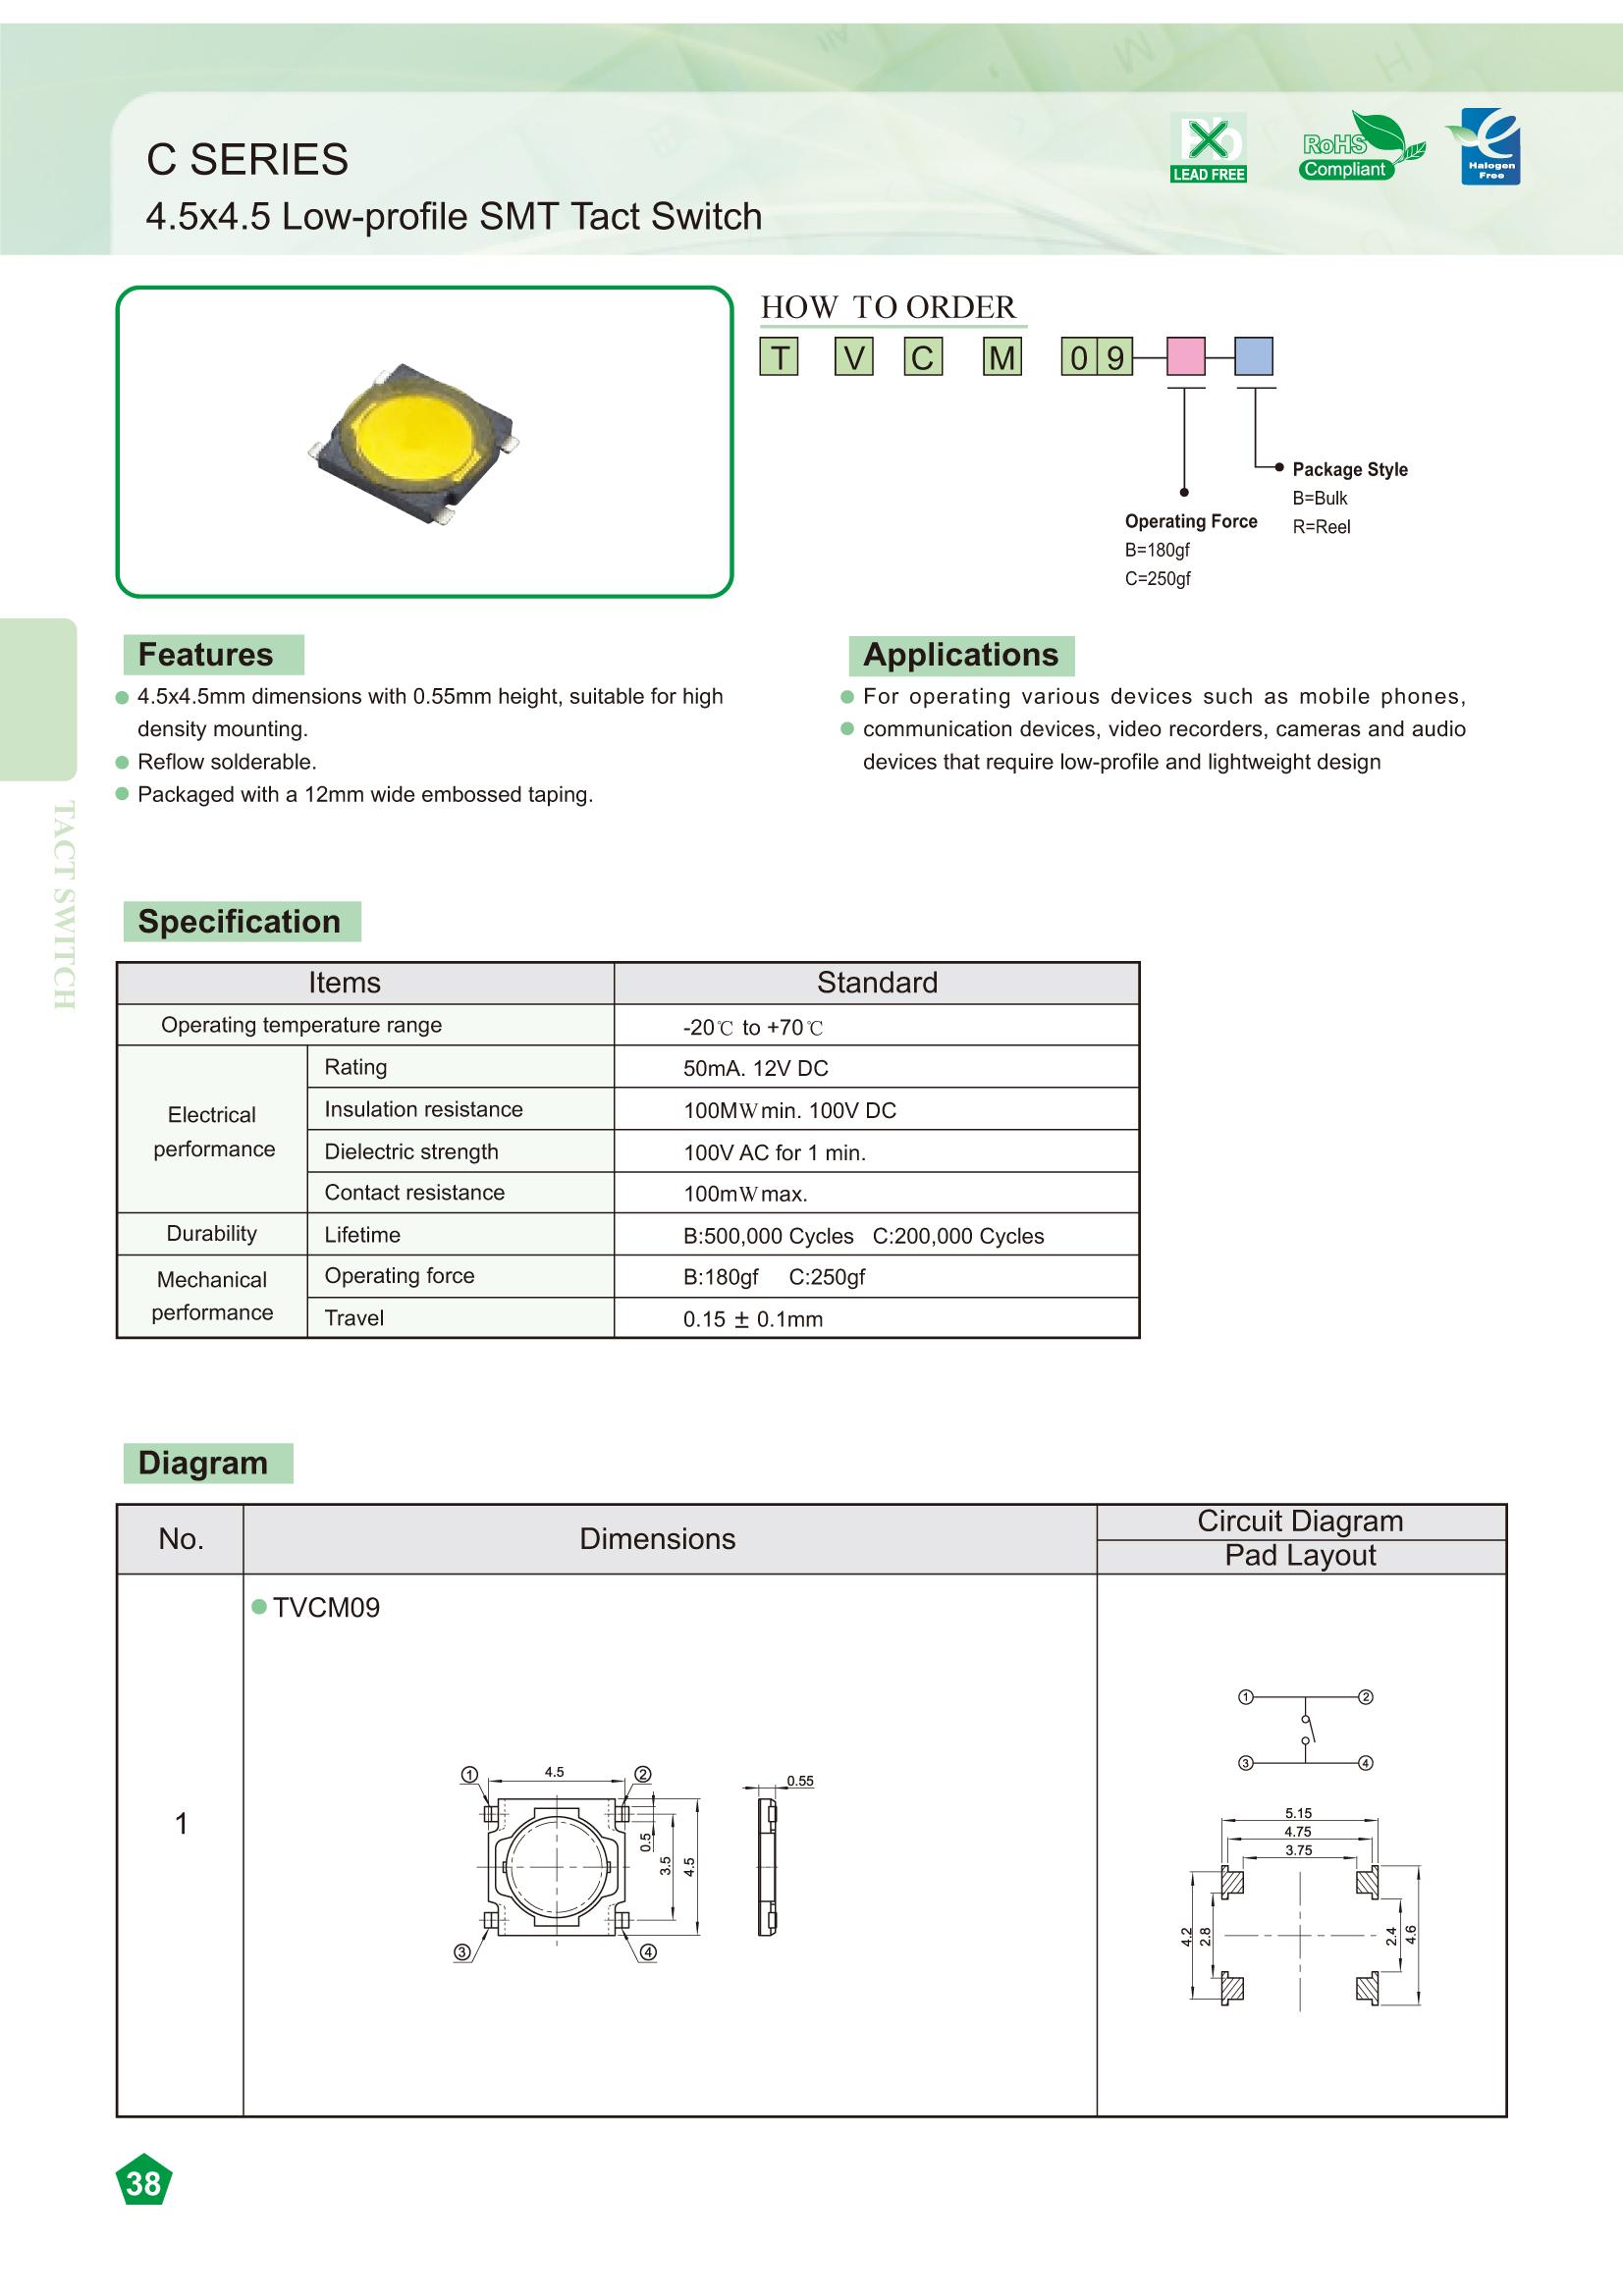 C SERIES
4.5x4.5 Low-profile SMT Tact Switch
Pb
LEAD FREE
RoHS
Compliant
e
Halogen
Free
HOW TO ORDER
T V C M 0 9
Package Style
B=Bulk
R=Reel
Operating Force
B=180gf
C=250gf
Features
4.5x4.5mm dimensions with 0.55mm height, suitable for high
density mounting.
Reflow solderable.
Packaged with a 12mm wide embossed taping.
Applications
For operating various devices such as mobile phones,
communication devices, video recorders, cameras and audio
devices that require low-profile and lightweight design
TACT SWITCH
Specification
Items Standard
Operating temperature range -20℃ to +70℃
Electrical
performance
Rating 50mA. 12V DC
Insulation resistance 100MWmin. 100V DC
Dielectric strength 100V AC for 1 min.
Contact resistance 100mWmax.
Durability Lifetime B:500,000 Cycles C:200,000 Cycles
Mechanical
performance
Operating force B:180gf C:250gf
Travel 0.15 ± 0.1mm
Diagram
No. Dimensions Circuit Diagram
Pad Layout
1
TVCM09
① 4.5 ②
0.5
3.5
4.5
③ ④
0.55
① ②
③ ④
5.15
4.75
3.75
4.2
2.8
2.4
4.6
38